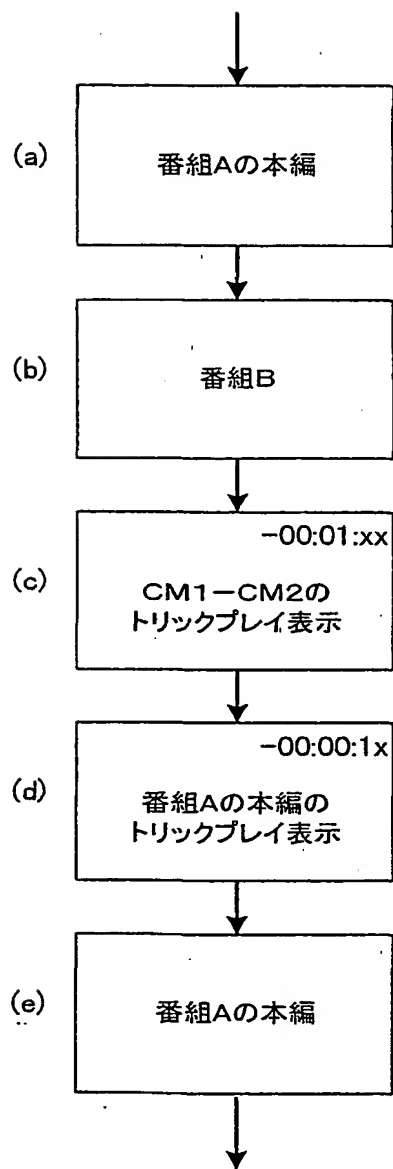 (a)
番組Aの本編
(b)
番組B
(c)
-00:01:xx
CM1-CM2の
トリックプレイ表示
(d)
-00:00:1x
番組Aの本編の
トリックプレイ表示
(e)
番組Aの本編